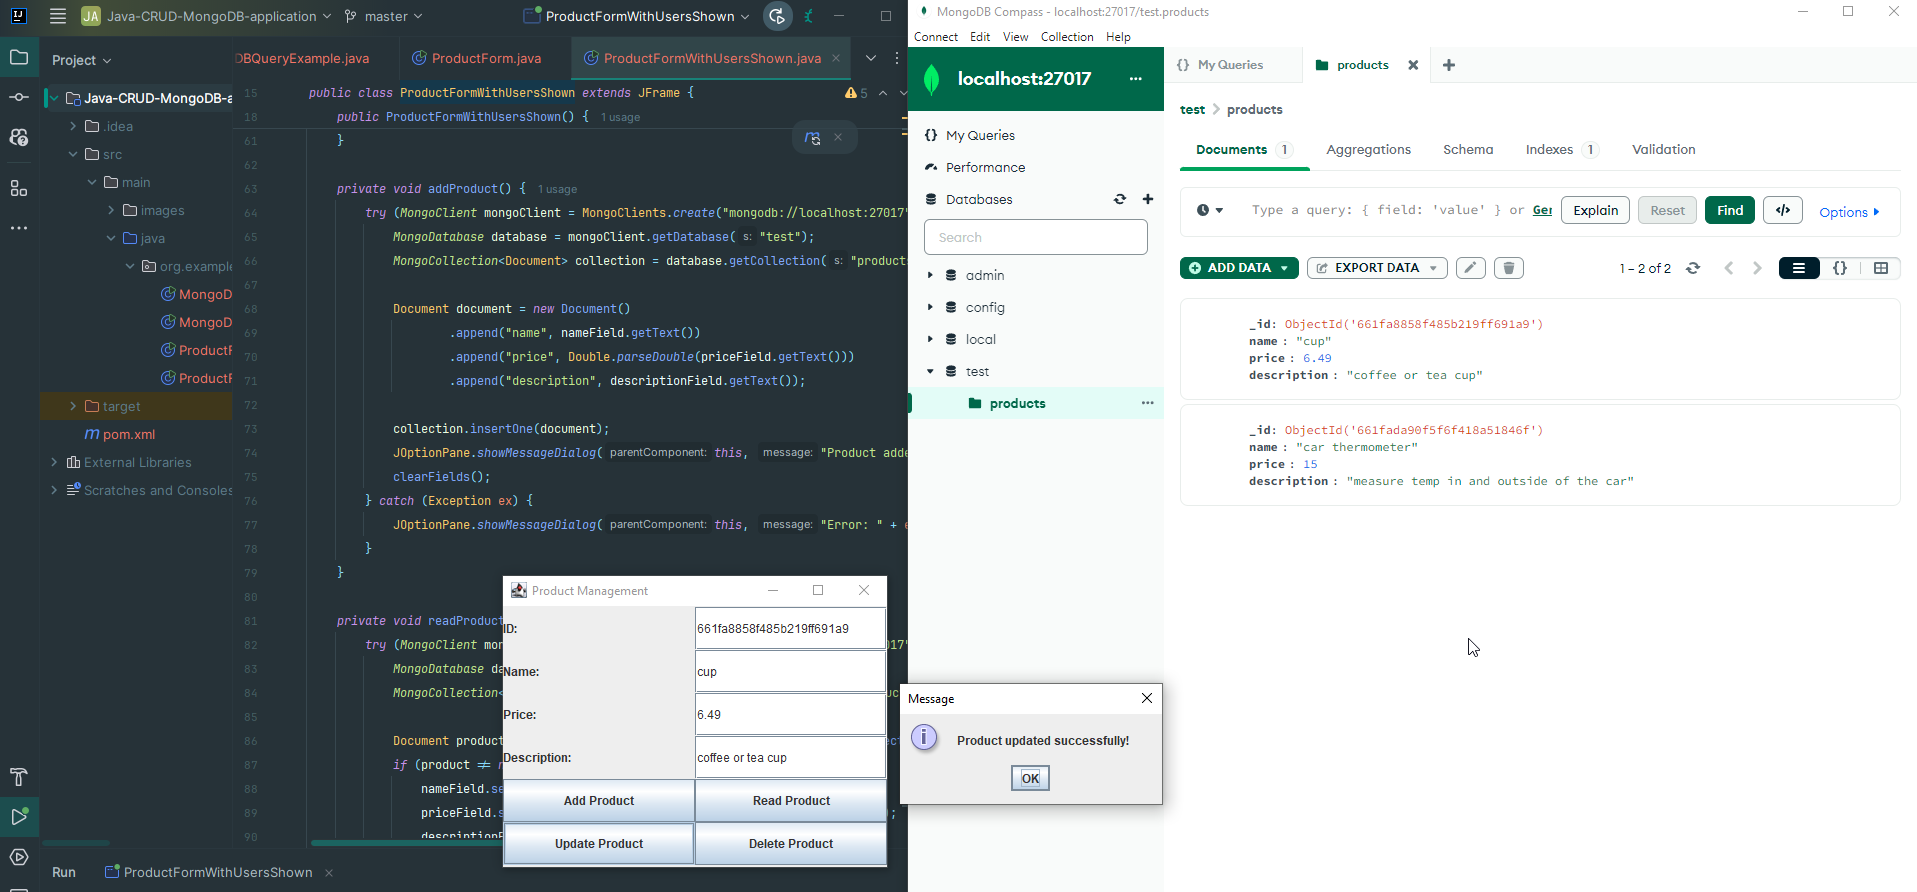 JA Java-CRUD-MongoDB-application master ProductFormWithUsersShown
Project
DBQueryExample.java ProductForm.java ProductFormWithUsersShown.java
Java-CRUD-MongoDB-a
.idea
src
main
images
java
org.example
MongoD
MongoD
ProductF
ProductF
target
pom.xml
External Libraries
Scratches and Consoles
15 public class ProductFormWithUsersShown extends JFrame { 5
18 public ProductFormWithUsersShown() { 1 usage
61 }
62
63 private void addProduct() { 1 usage
64 try (MongoClient mongoClient = MongoClients.create("mongodb://localhost:27017"
65 MongoDatabase database = mongoClient.getDatabase( s: "test");
66 MongoCollection<Document> collection = database.getCollection( s: "product
67
68 Document document = new Document()
69 .append("name", nameField.getText())
70 .append("price", Double.parseDouble(priceField.getText()))
71 .append("description", descriptionField.getText());
72
73 collection.insertOne(document);
74 JOptionPane.showMessageDialog( parentComponent: this, message: "Product adde
75 clearFields();
76 } catch (Exception ex) {
77 JOptionPane.showMessageDialog( parentComponent: this, message: "Error: " + e
78 }
79 }
80
81 private void readProduct
82 try (MongoClient mon 017"
83 MongoDatabase da
84 MongoCollection< uc
85
86 Document product ect
87 if (product ≠ n
88 nameField.se
89 priceField.s ;
90 descriptionF
Run ProductFormWithUsersShown
Product Management
ID: 661fa8858f485b219ff691a9
Name: cup
Price: 6.49
Description: coffee or tea cup
Add Product Read Product
Update Product Delete Product
Message
Product updated successfully!
OK
MongoDB Compass - localhost:27017/test.products
Connect Edit View Collection Help
localhost:27017
{} My Queries
Performance
Databases
Search
admin
config
local
test
products
{} My Queries products
test > products
Documents 1 Aggregations Schema Indexes 1 Validation
Type a query: { field: 'value' } or Ger Explain Reset Find </> Options
ADD DATA EXPORT DATA 1 – 2 of 2 {}
_id: ObjectId('661fa8858f485b219ff691a9')
name : "cup"
price : 6.49
description : "coffee or tea cup"
_id: ObjectId('661fada90f5f6f418a51846f')
name : "car thermometer"
price : 15
description : "measure temp in and outside of the car"